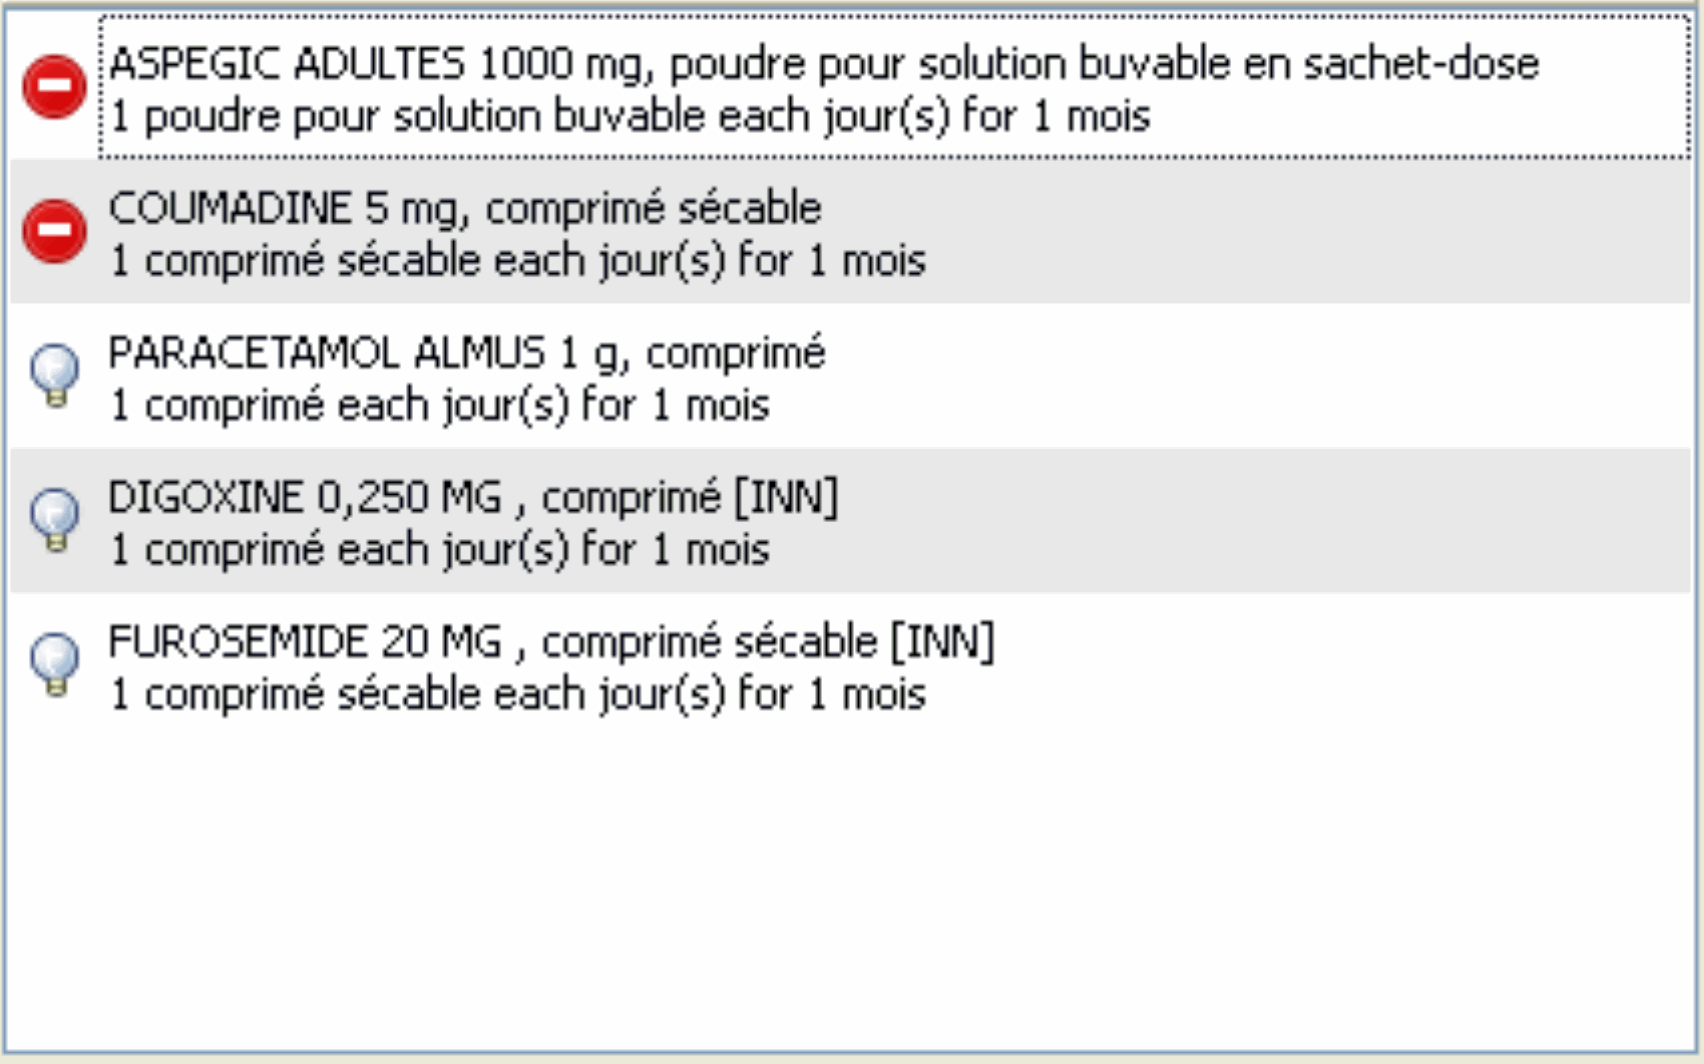 ASPEGIC ADULTES 1000 mg, poudre pour solution buvable en sachet-dose
1 poudre pour solution buvable each jour(s) for 1 mois
COUMADINE 5 mg, comprimé sécable
1 comprimé sécable each jour(s) for 1 mois
PARACETAMOL ALMUS 1 g, comprimé
1 comprimé each jour(s) for 1 mois
DIGOXINE 0,250 MG , comprimé [INN]
1 comprimé each jour(s) for 1 mois
FUROSEMIDE 20 MG , comprimé sécable [INN]
1 comprimé sécable each jour(s) for 1 mois